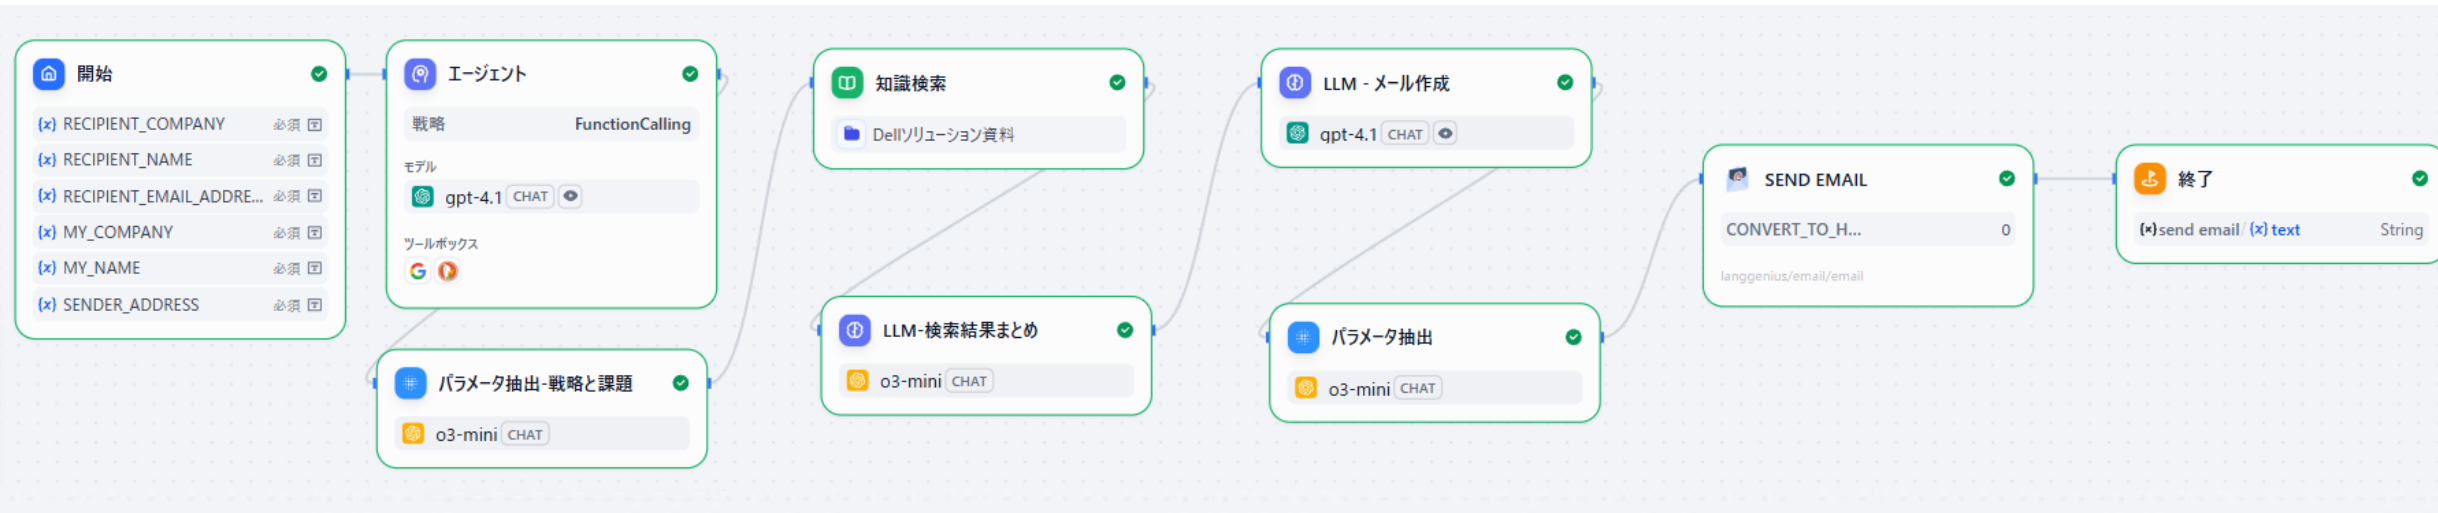 開始
{x} RECIPIENT_COMPANY 必須
{x} RECIPIENT_NAME 必須
{x} RECIPIENT_EMAIL_ADDRE... 必須
{x} MY_COMPANY 必須
{x} MY_NAME 必須
{x} SENDER_ADDRESS 必須
エージェント
戦略 FunctionCalling
モデル
gpt-4.1 CHAT
ツールボックス
G
パラメータ抽出-戦略と課題
o3-mini CHAT
知識検索
Dellソリューション資料
LLM-検索結果まとめ
o3-mini CHAT
LLM - メール作成
gpt-4.1 CHAT
パラメータ抽出
o3-mini CHAT
SEND EMAIL
CONVERT_TO_H... 0
langgenius/email/email
終了
{x} send email / {x} text String